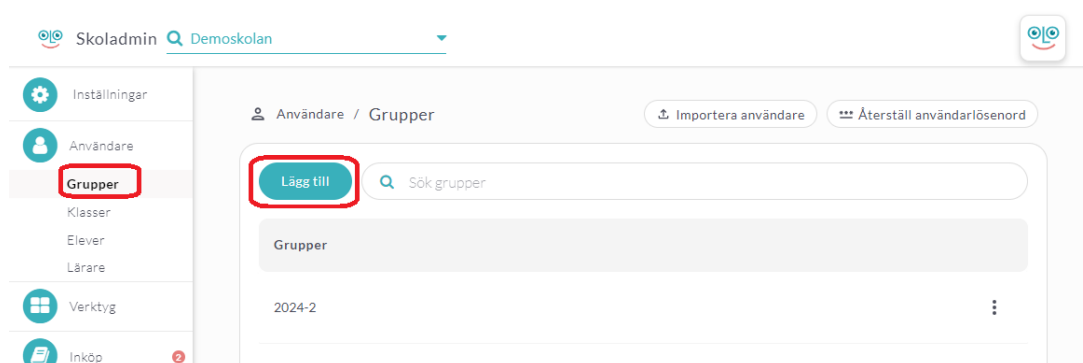 Skoladmin Demoskolan
Inställningar
Användare / Grupper Importera användare Återställ användarlösenord
Användare
Grupper
Lägg till Sök grupper
Klasser
Elever
Grupper
Lärare
Verktyg
2024-2
Inköp 2